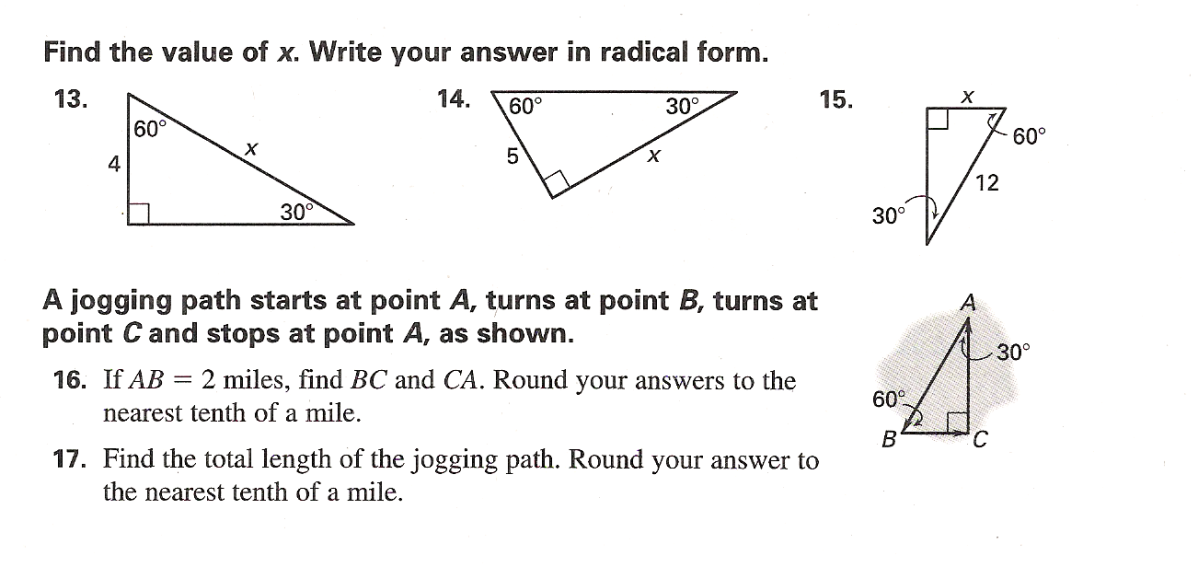 Find the value of x. Write your answer in radical form.
13.
60°
4
x
30°
14.
60°
30°
5
x
15.
x
60°
12
30°
A jogging path starts at point A, turns at point B, turns at
point C and stops at point A, as shown.
A
30°
60°
B
C
16. If AB = 2 miles, find BC and CA. Round your answers to the
nearest tenth of a mile.
17. Find the total length of the jogging path. Round your answer to
the nearest tenth of a mile.